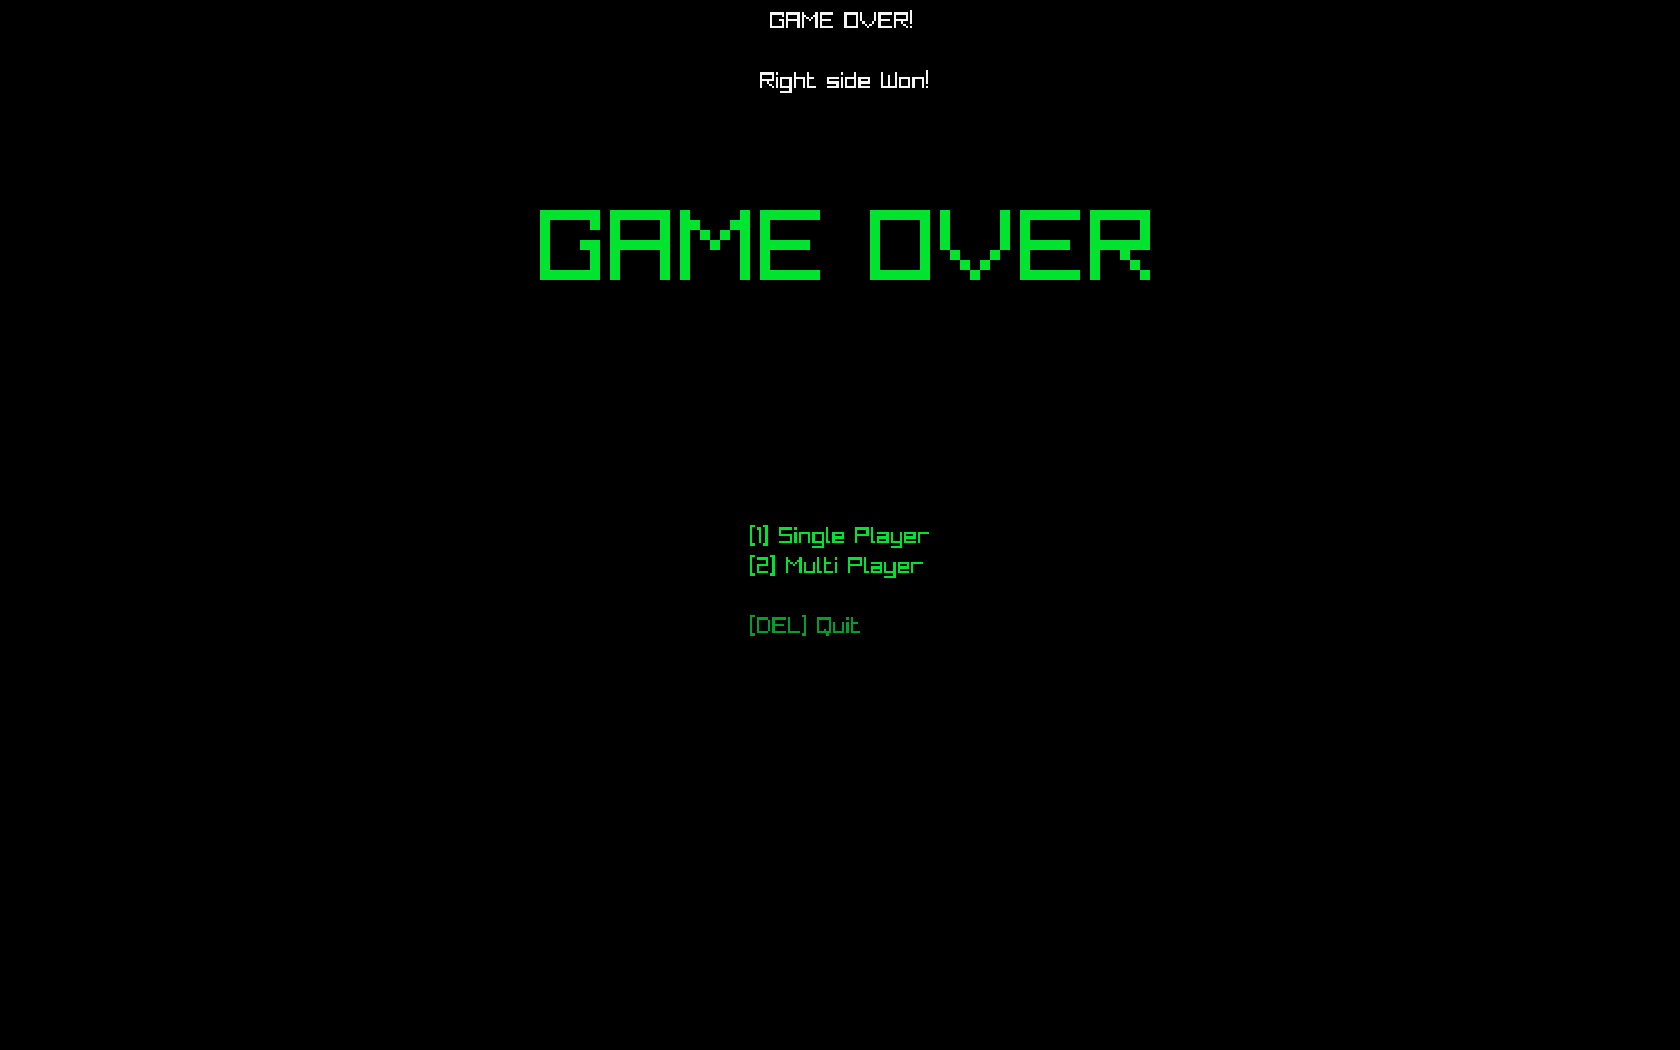 GAME OVER!
Right side Won!
GAME OVER
[1] Single Player
[2] Multi Player
[DEL] Quit